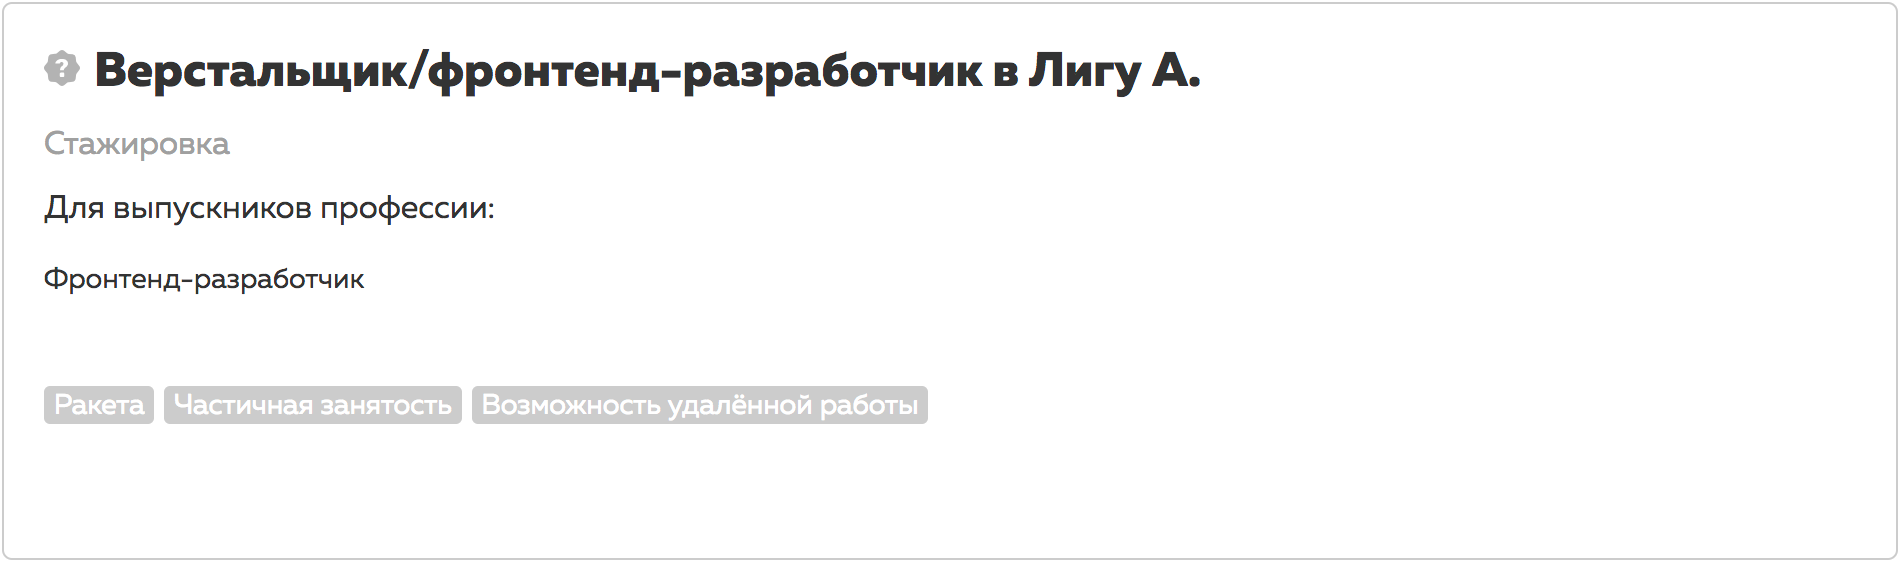 ? Верстальщик/фронтенд-разработчик в Лигу А.
Стажировка
Для выпускников профессии:
Фронтенд-разработчик
Ракета Частичная занятость Возможность удалённой работы